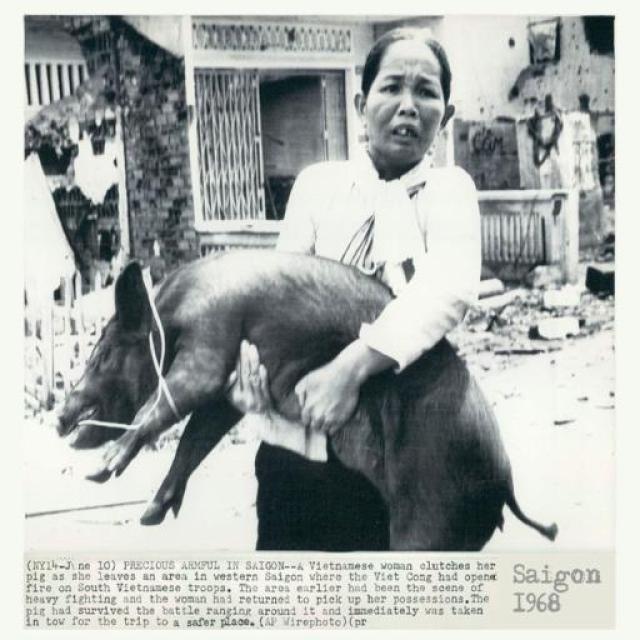 Cấm
(NY14-J ne 10) PRECIOUS ARMFUL IN SAIGON--A Vietnamese woman clutches her
pig as she leaves an area in western Saigon where the Viet Cong had opene
fire on South Vietnamese troops. The area earlier had been the scene of
heavy fighting and the woman had returned to pick up her possessions.The
pig had survived the battle ranging around it and immediately was taken
in tow for the trip to a safer place. (AP Wirephoto)(pr
Saigon
1968